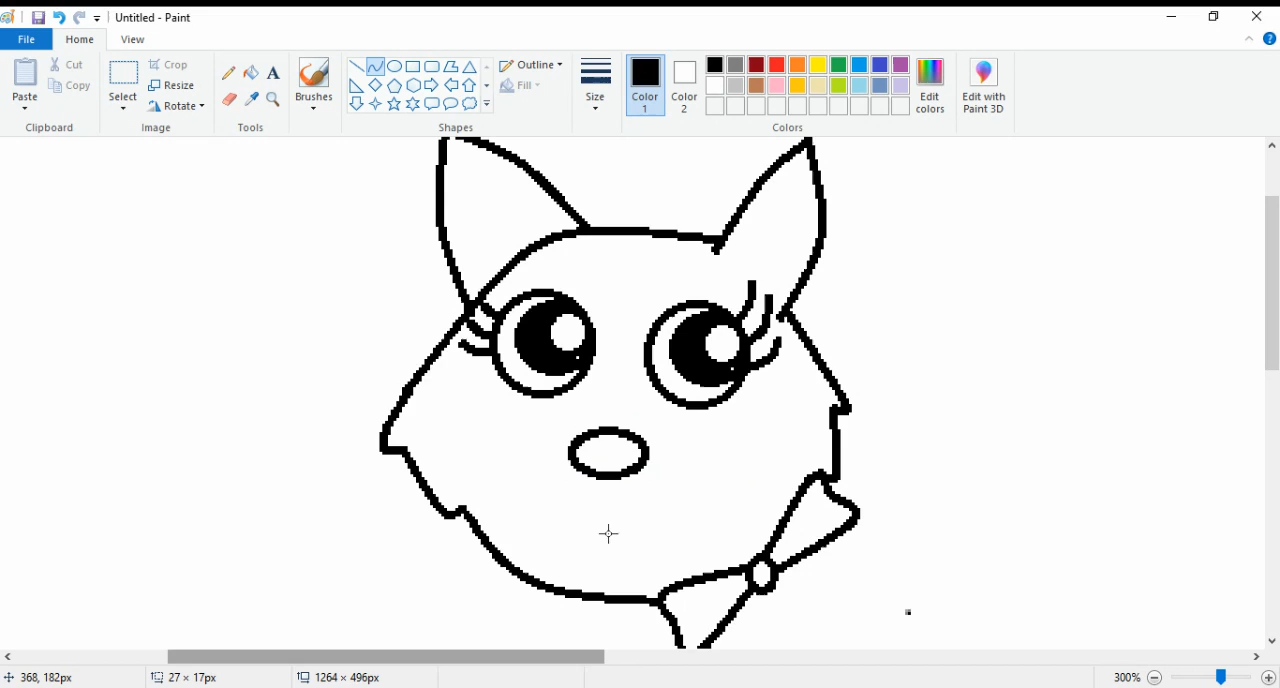 Untitled - Paint
File Home View
Paste
Cut
Copy
Clipboard
Select
Crop
Resize
Rotate
Image
A
Tools
Brushes
Outline
Fill
Shapes
Size
Color 1
Color 2
Edit colors
Colors
Edit with Paint 3D
368, 182px
27 × 17px
1264 × 496px
300%